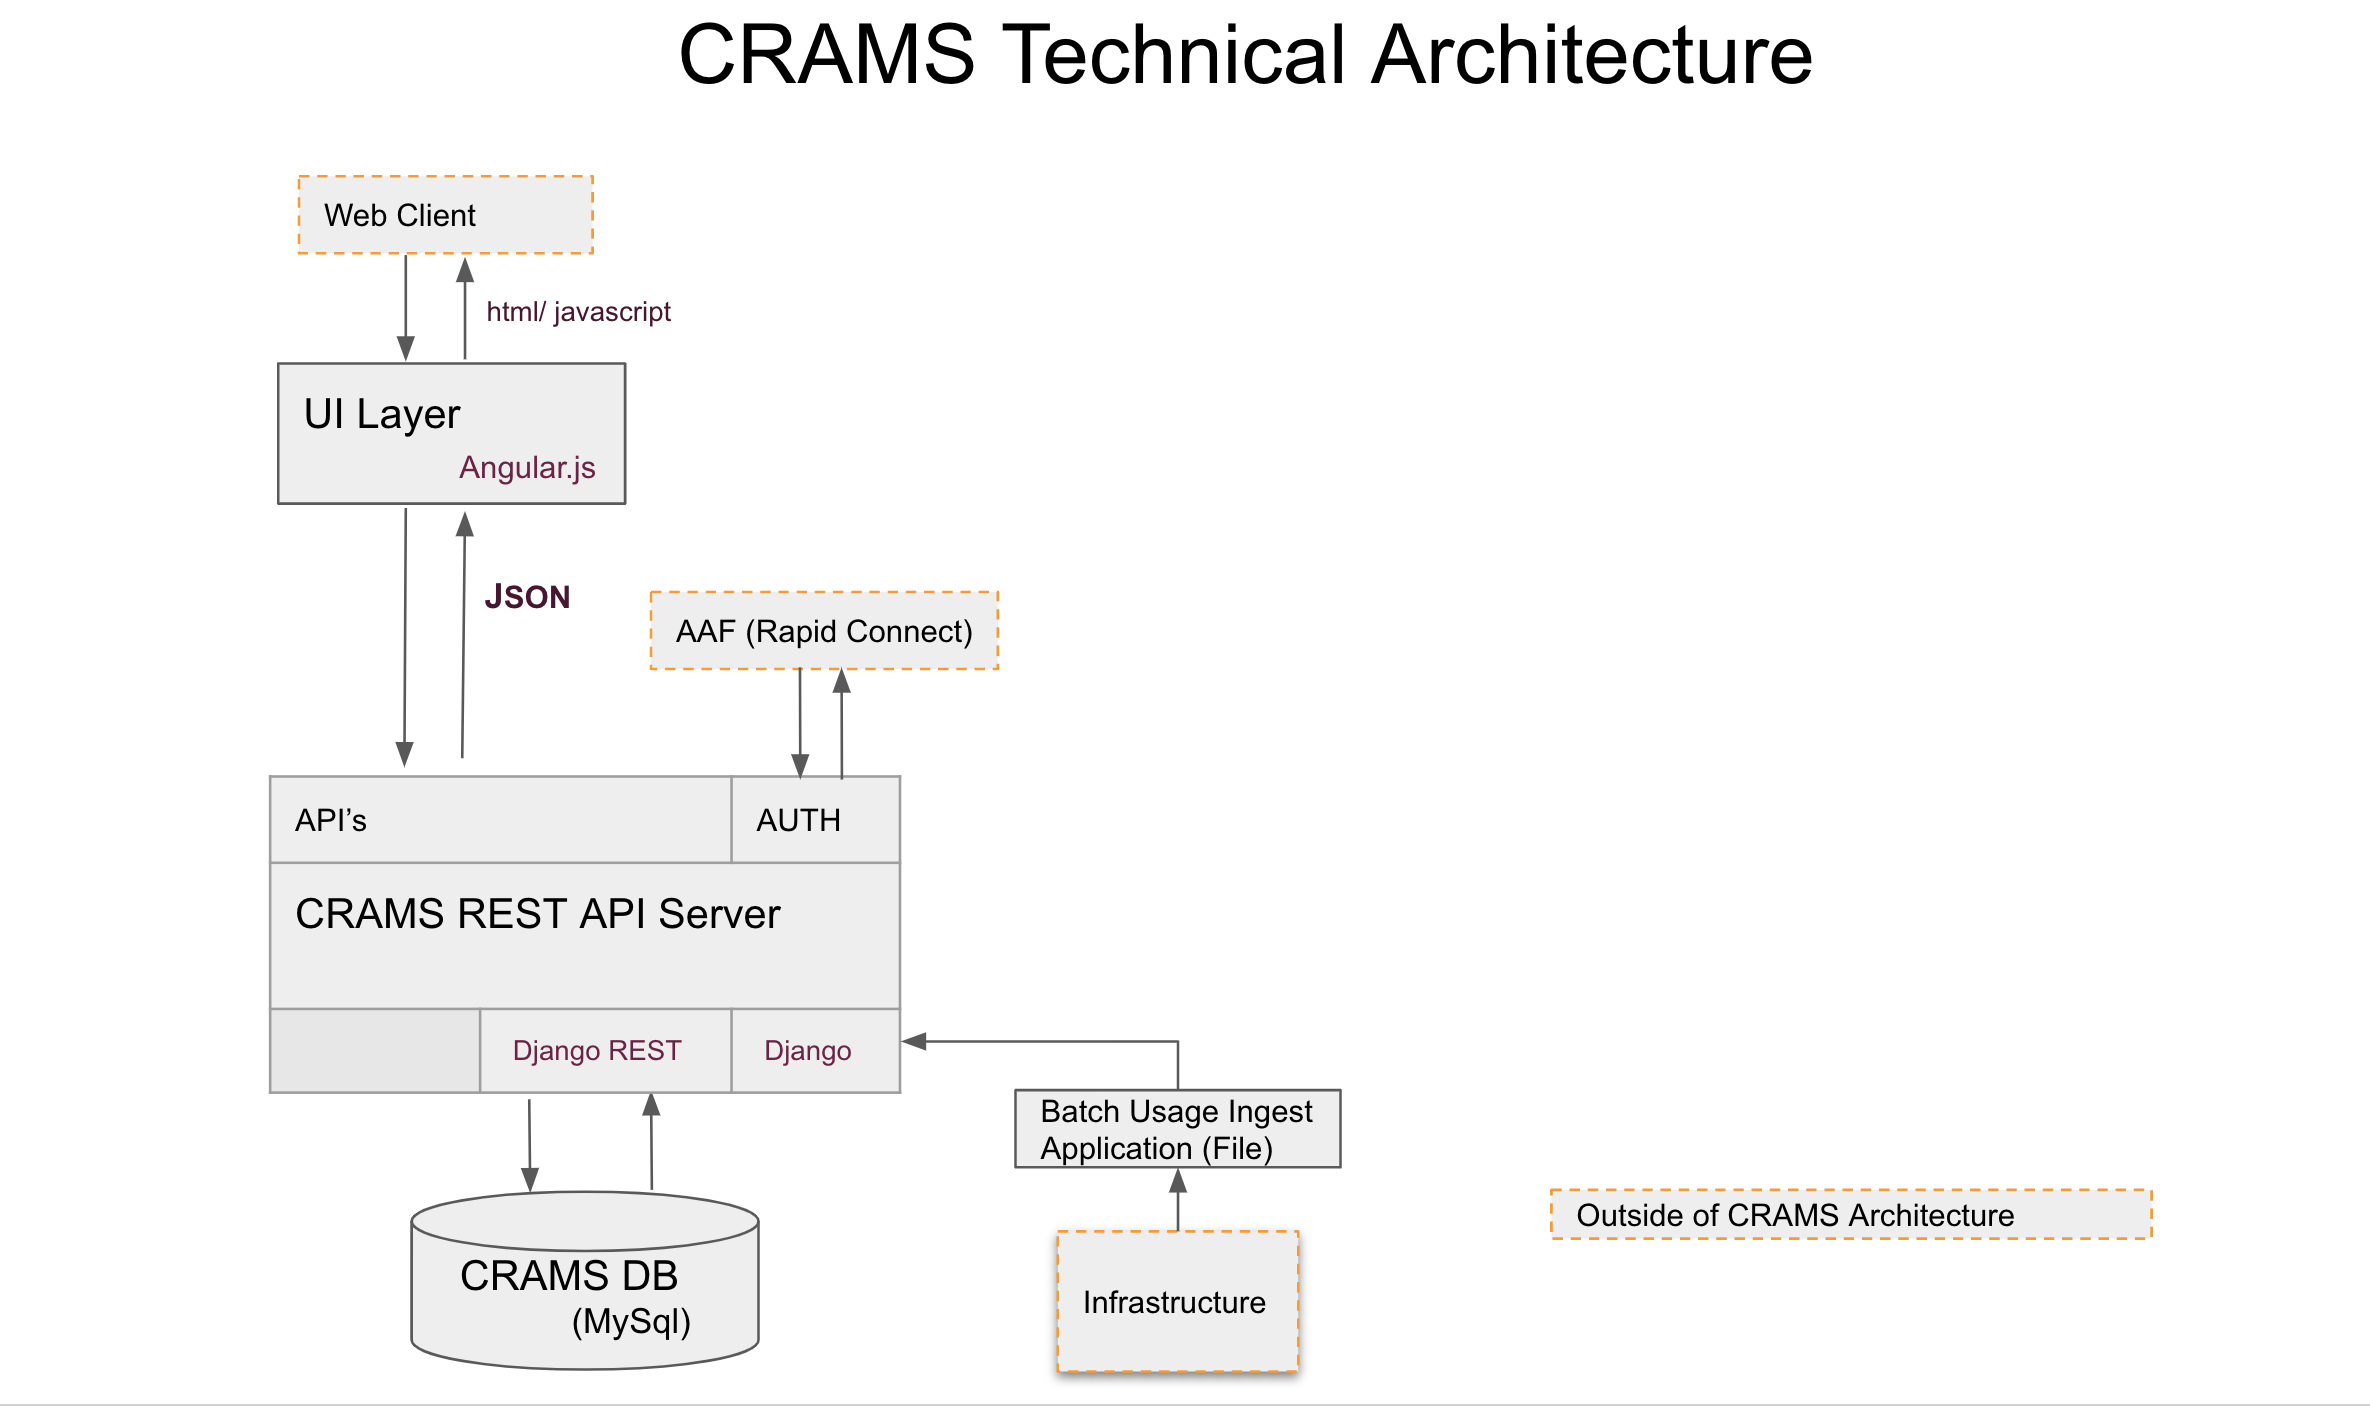 CRAMS Technical Architecture
Web Client
html/ javascript
UI Layer
Angular.js
JSON
AAF (Rapid Connect)
API’s
AUTH
CRAMS REST API Server
Django REST
Django
Batch Usage Ingest
Application (File)
CRAMS DB
(MySql)
Infrastructure
Outside of CRAMS Architecture